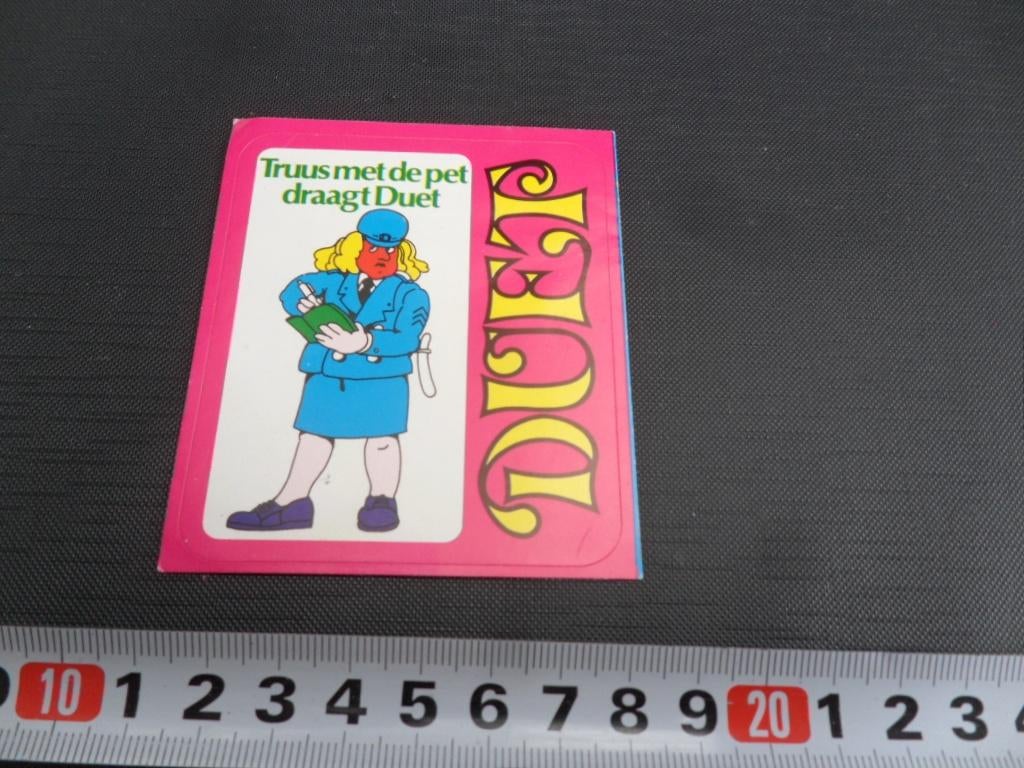 Truus met de pet
draagt Duet
DUET
10 1 2 3 4 5 6 7 8 9 20 1 2 3 4